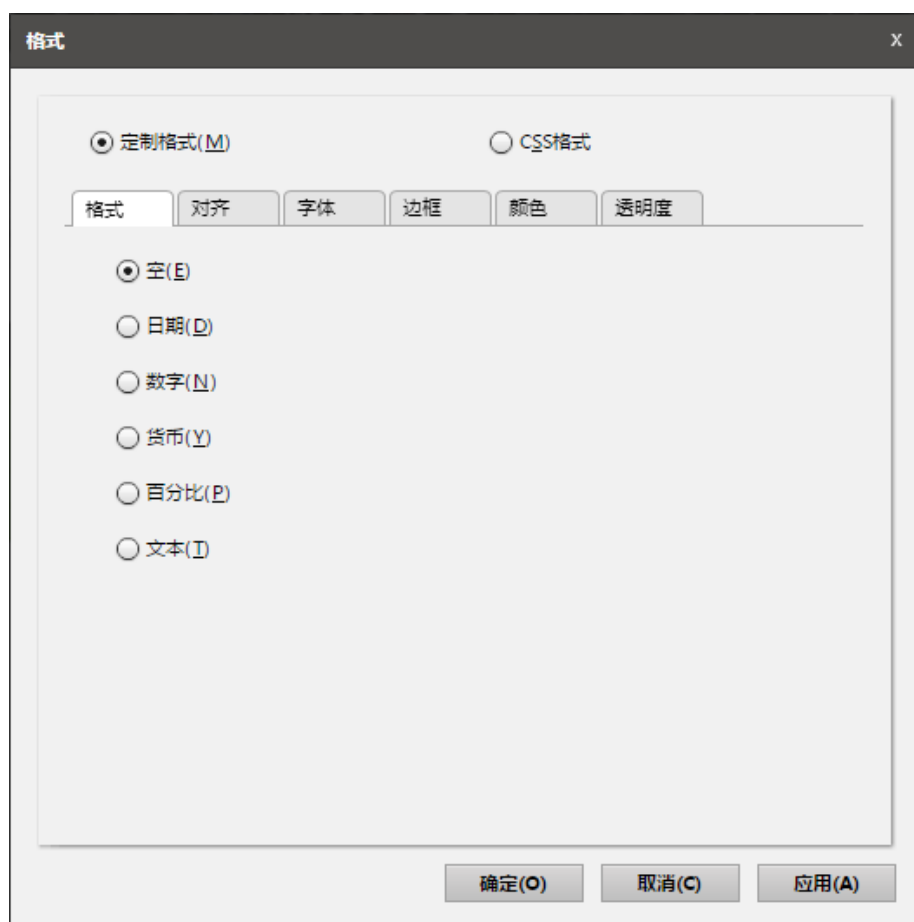 格式 X
定制格式(M) CSS格式
格式 对齐 字体 边框 颜色 透明度
空(E)
日期(D)
数字(N)
货币(Y)
百分比(P)
文本(T)
确定(O) 取消(C) 应用(A)